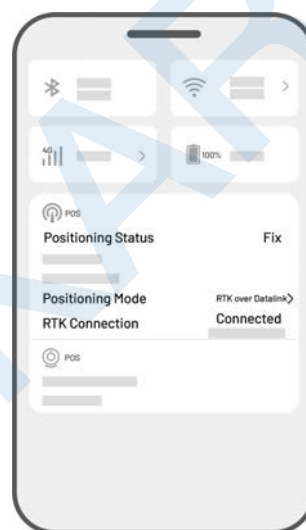 4G
100%
POS
Positioning Status Fix
Positioning Mode RTK over Datalink
RTK Connection Connected
POS